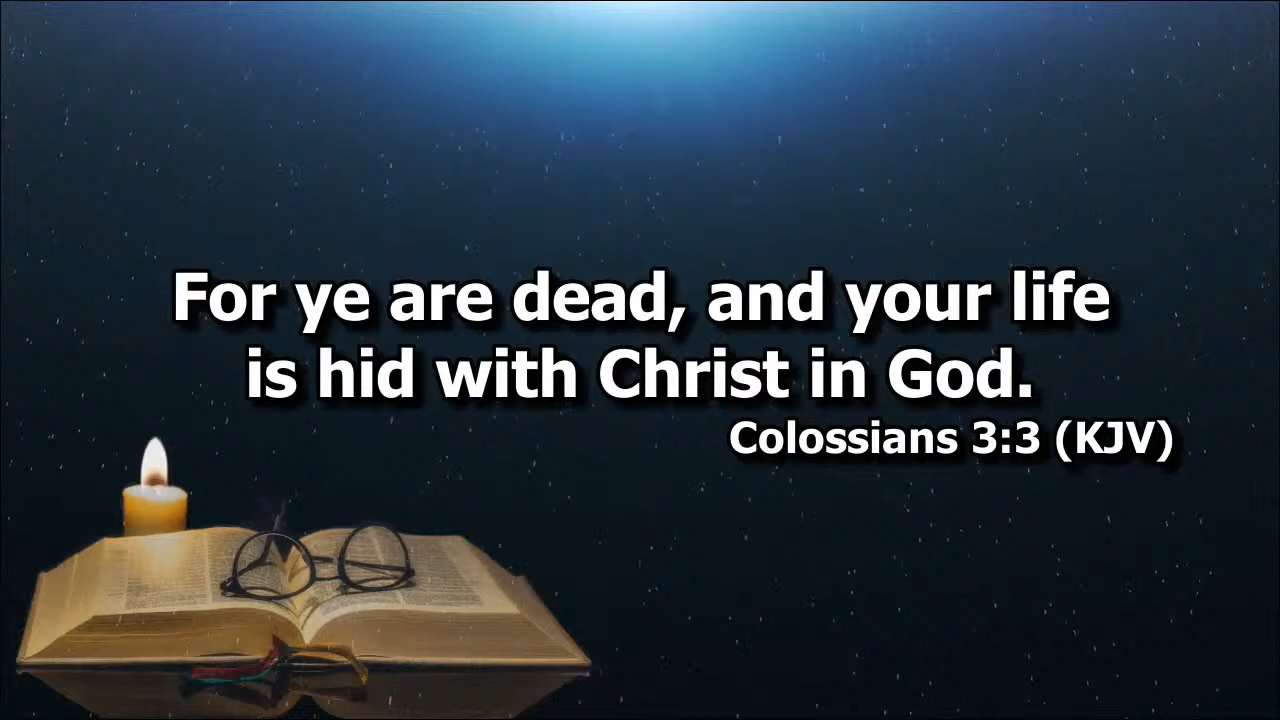 For ye are dead, and your life
is hid with Christ in God.
Colossians 3:3 (KJV)